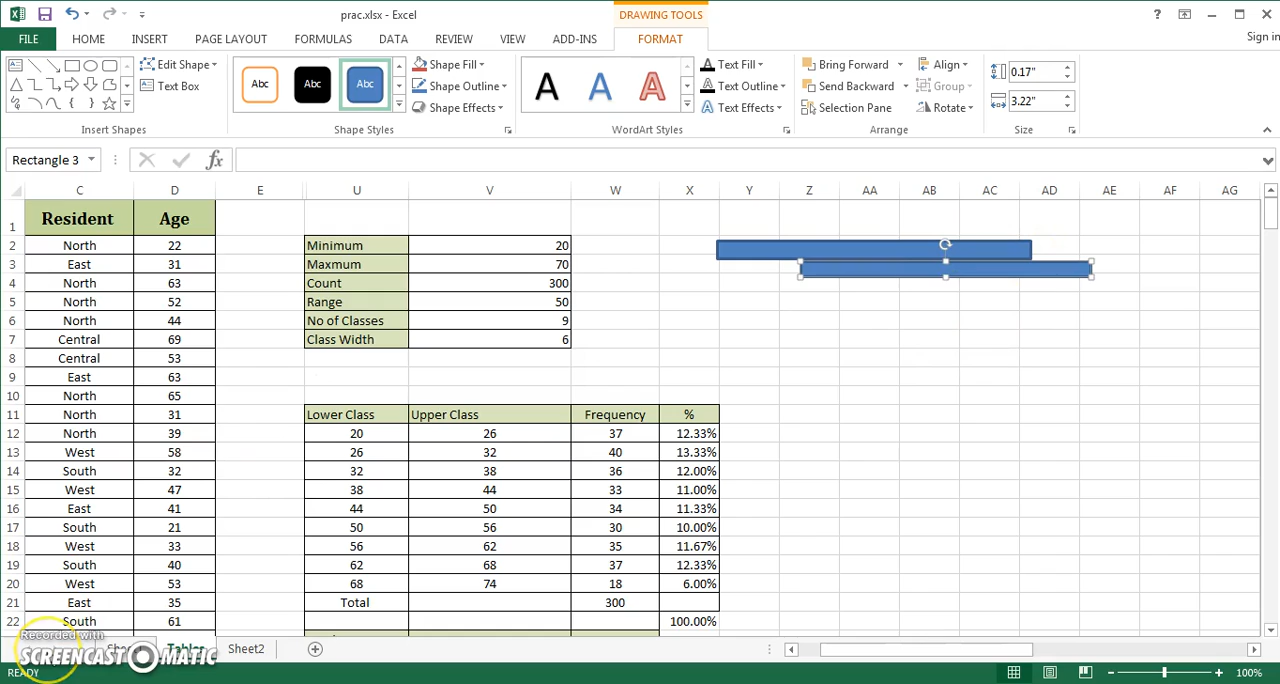 prac.xlsx - Excel
DRAWING TOOLS
?
FILE HOME INSERT PAGE LAYOUT FORMULAS DATA REVIEW VIEW ADD-INS FORMAT Sign in
Edit Shape
Text Box
Insert Shapes
Abc Abc Abc
Shape Fill
Shape Outline
Shape Effects
Shape Styles
A A A
Text Fill
Text Outline
Text Effects
WordArt Styles
Bring Forward
Send Backward
Selection Pane
Align
Group
Rotate
Arrange
0.17"
3.22"
Size
Rectangle 3 fx
C D E U V W X Y Z AA AB AC AD AE AF AG
1 Resident Age
2 North 22 Minimum 20
3 East 31 Maxmum 70
4 North 63 Count 300
5 North 52 Range 50
6 North 44 No of Classes 9
7 Central 69 Class Width 6
8 Central 53
9 East 63
10 North 65
11 North 31 Lower Class Upper Class Frequency %
12 North 39 20 26 37 12.33%
13 West 58 26 32 40 13.33%
14 South 32 32 38 36 12.00%
15 West 47 38 44 33 11.00%
16 East 41 44 50 34 11.33%
17 South 21 50 56 30 10.00%
18 West 33 56 62 35 11.67%
19 South 40 62 68 37 12.33%
20 West 53 68 74 18 6.00%
21 East 35 Total 300
22 South 61 100.00%
Recorded with
SCREENCAST-O-MATIC
Sheet2
READY
100%